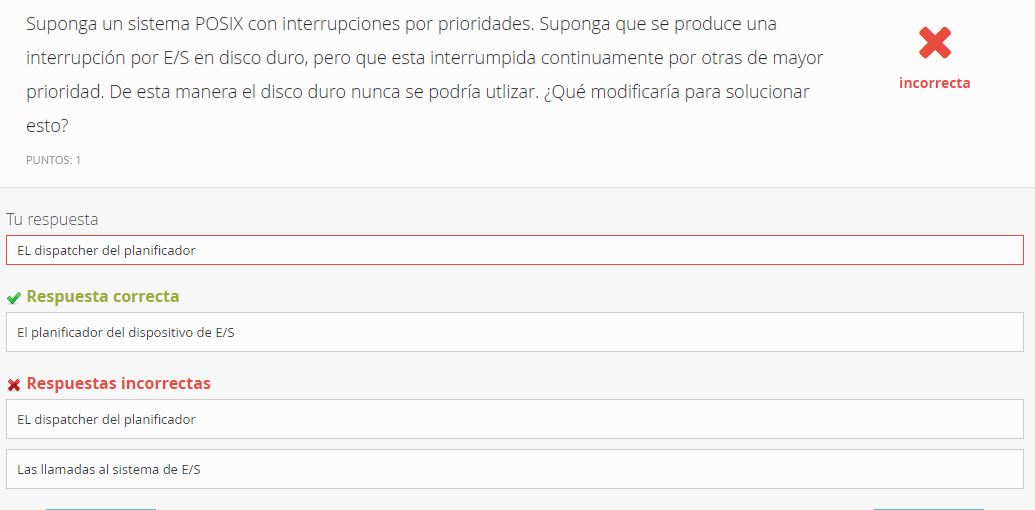 Suponga un sistema POSIX con interrupciones por prioridades. Suponga que se produce una
interrupción por E/S en disco duro, pero que esta interrumpida continuamente por otras de mayor
prioridad. De esta manera el disco duro nunca se podría utlizar. ¿Qué modificaría para solucionar
esto?
incorrecta
PUNTOS: 1
Tu respuesta
EL dispatcher del planificador
Respuesta correcta
El planificador del dispositivo de E/S
Respuestas incorrectas
EL dispatcher del planificador
Las llamadas al sistema de E/S